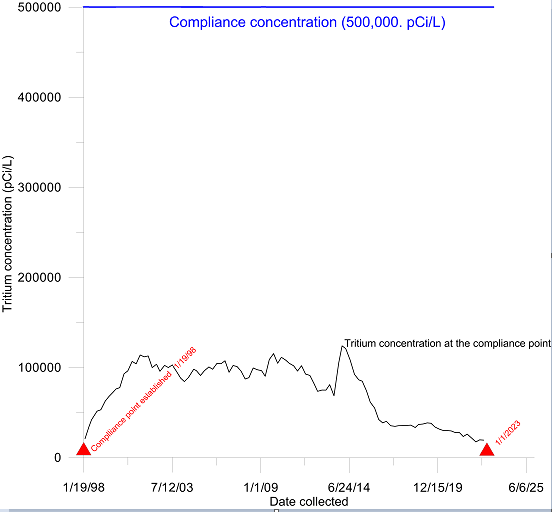 500000
Compliance concentration (500,000. pCi/L)
400000
300000
200000
100000
0
Tritium concentration (pCi/L)
Tritium concentration at the compliance point
Compliance point established 1/19/98
1/1/2023
1/19/98
7/12/03
1/1/09
6/24/14
12/15/19
6/6/25
Date collected